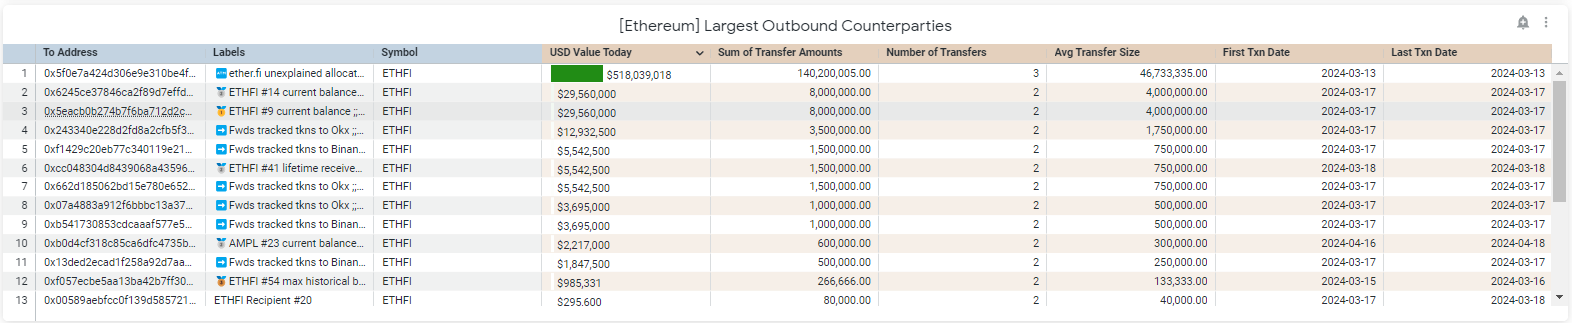 [Ethereum] Largest Outbound Counterparties
To Address Labels Symbol USD Value Today Sum of Transfer Amounts Number of Transfers Avg Transfer Size First Txn Date Last Txn Date
1 0x5f0e7a424d306e9e310be4f... ether.fi unexplained allocat... ETHFI $518,039,018 140,200,005.00 3 46,733,335.00 2024-03-13 2024-03-13
2 0x6245ce37846ca2f89d7effd... ETHFI #14 current balance... ETHFI $29,560,000 8,000,000.00 2 4,000,000.00 2024-03-17 2024-03-17
3 0x5eacb0b274b7f6ba712d2c... ETHFI #9 current balance ;;... ETHFI $29,560,000 8,000,000.00 2 4,000,000.00 2024-03-17 2024-03-17
4 0x243340e228d2fd8a2cfb5f3... Fwds tracked tkns to Okx ;;... ETHFI $12,932,500 3,500,000.00 2 1,750,000.00 2024-03-17 2024-03-17
5 0xf1429c20eb77c340119e21... Fwds tracked tkns to Binan... ETHFI $5,542,500 1,500,000.00 2 750,000.00 2024-03-17 2024-03-17
6 0xcc048304d8439068a43596... ETHFI #41 lifetime receive... ETHFI $5,542,500 1,500,000.00 2 750,000.00 2024-03-18 2024-03-18
7 0x662d185062bd15e780e652... Fwds tracked tkns to Okx ;;... ETHFI $5,542,500 1,500,000.00 2 750,000.00 2024-03-17 2024-03-17
8 0x07a4883a912f6bbbc13a37... Fwds tracked tkns to Okx ;;... ETHFI $3,695,000 1,000,000.00 2 500,000.00 2024-03-17 2024-03-17
9 0xb541730853cdcaaaf577e5... Fwds tracked tkns to Binan... ETHFI $3,695,000 1,000,000.00 2 500,000.00 2024-03-17 2024-03-17
10 0xb0d4cf318c85ca6dfc4735b... AMPL #23 current balance... ETHFI $2,217,000 600,000.00 2 300,000.00 2024-04-16 2024-04-18
11 0x13ded2ecad1f258a92d7aa... Fwds tracked tkns to Binan... ETHFI $1,847,500 500,000.00 2 250,000.00 2024-03-17 2024-03-17
12 0xf057ecbe5aa13ba42b7ff30... ETHFI #54 max historical b... ETHFI $985,331 266,666.00 2 133,333.00 2024-03-15 2024-03-16
13 0x00589aebfcc0f139d585721... ETHFI Recipient #20 ETHFI $295,600 80,000.00 2 40,000.00 2024-03-17 2024-03-18